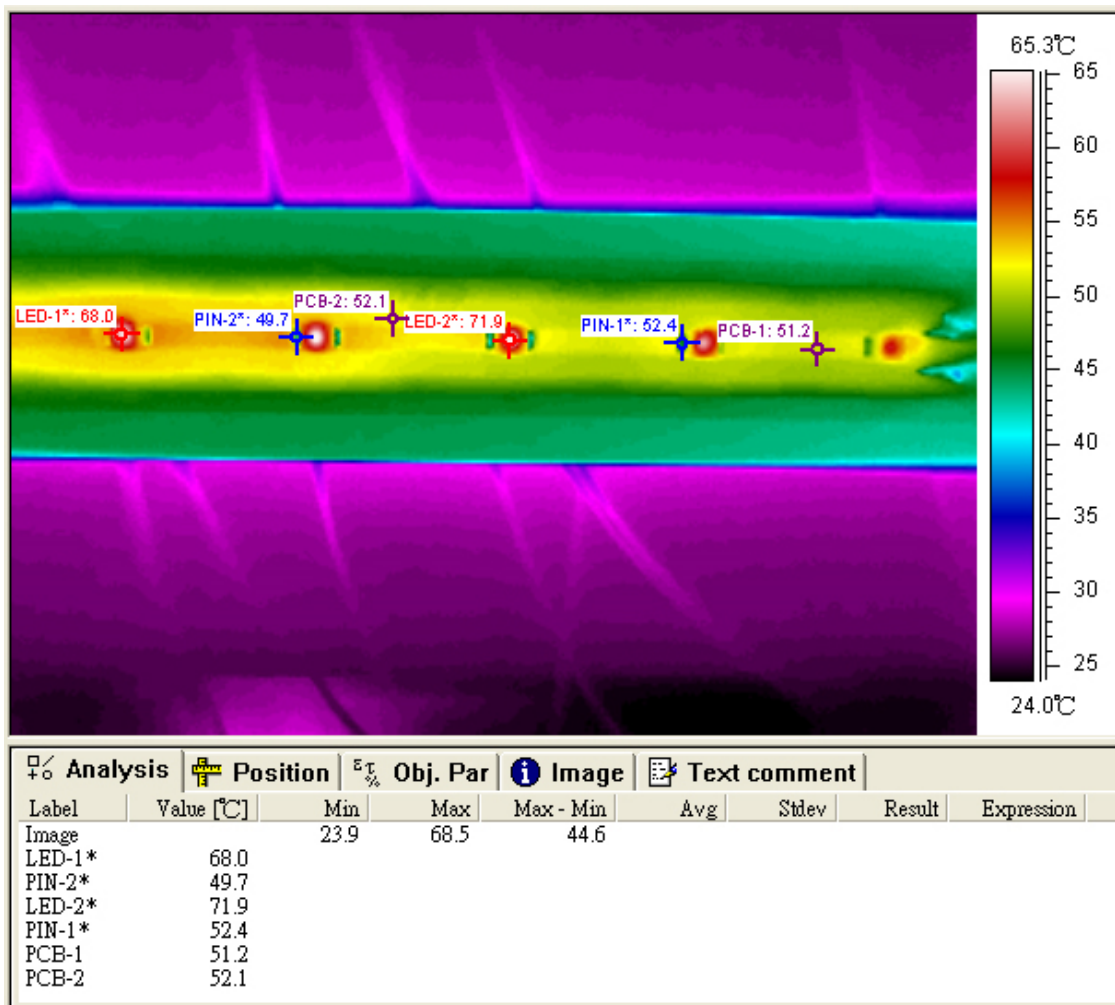 65.3°C
65
60
55
50
45
40
35
30
25
24.0°C
PCB-2: 52.1
LED-1*: 68.0
PIN-2*: 49.7
LED-2*: 71.9
PIN-1*: 52.4
PCB-1: 51.2
Analysis Position ετ% Obj. Par Image Text comment
Label Value [°C] Min Max Max - Min Avg Stdev Result Expression
Image 23.9 68.5 44.6
LED-1* 68.0
PIN-2* 49.7
LED-2* 71.9
PIN-1* 52.4
PCB-1 51.2
PCB-2 52.1